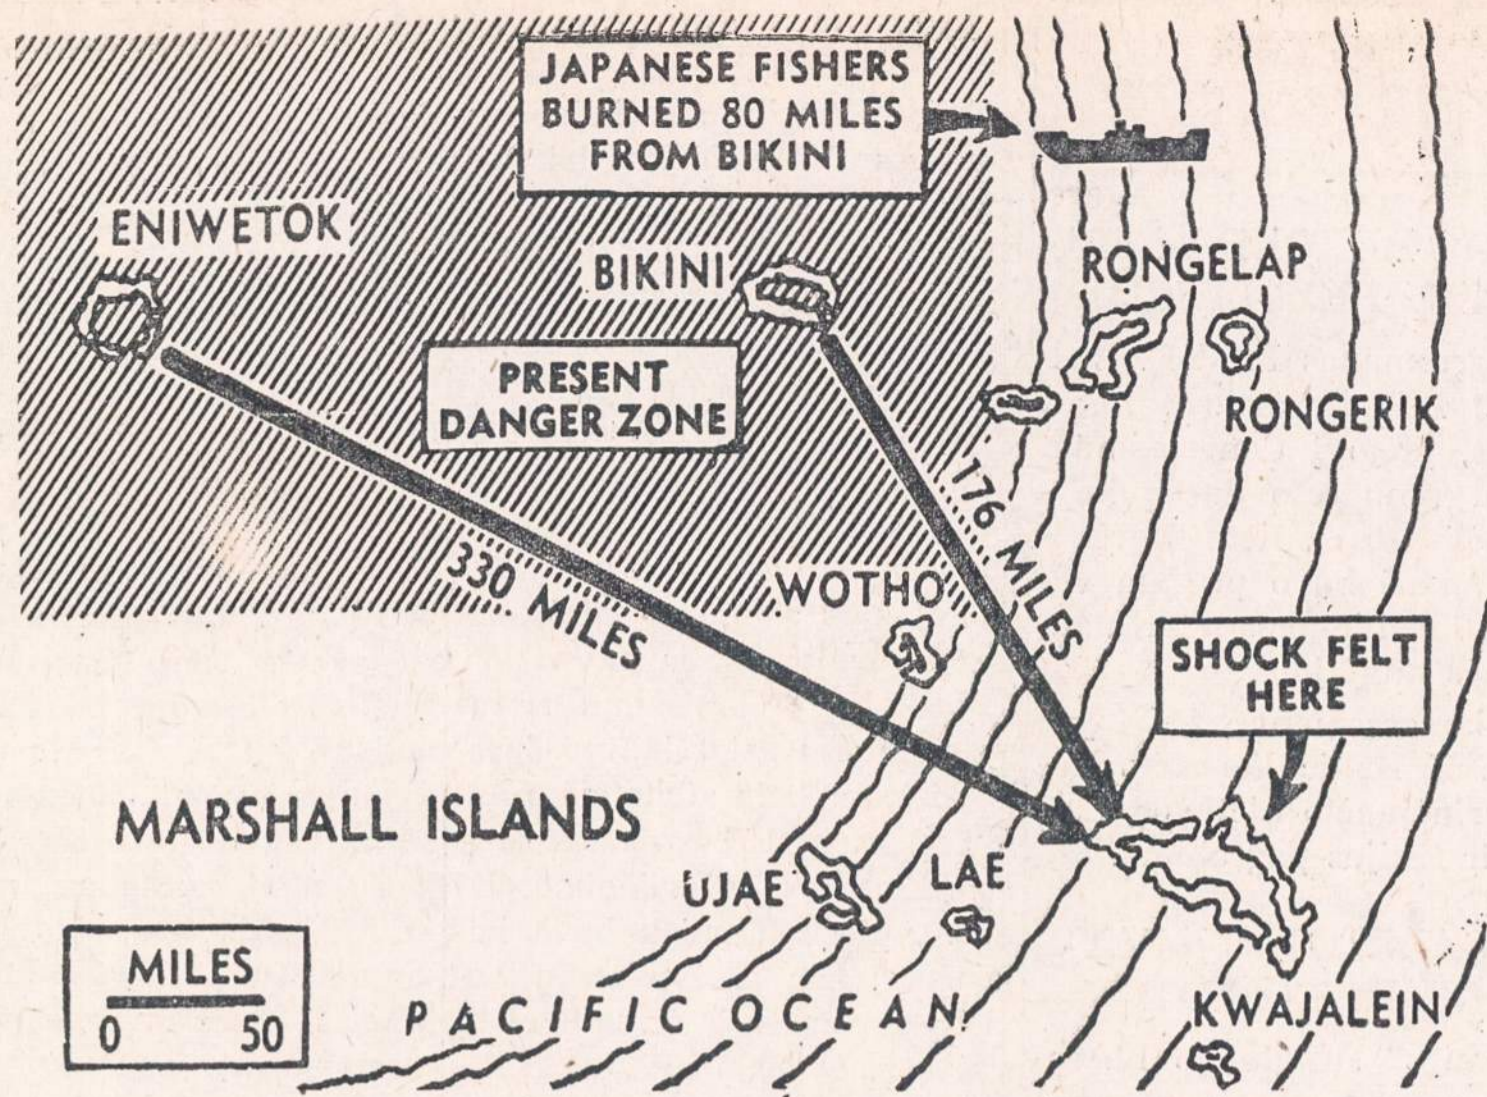 JAPANESE FISHERS
BURNED 80 MILES
FROM BIKINI
ENIWETOK
BIKINI
RONGELAP
PRESENT
DANGER ZONE
RONGERIK
176 MILES
330 MILES
WOTHO
SHOCK FELT
HERE
MARSHALL ISLANDS
UJAE
LAE
MILES
0 50
PACIFIC OCEAN
KWAJALEIN